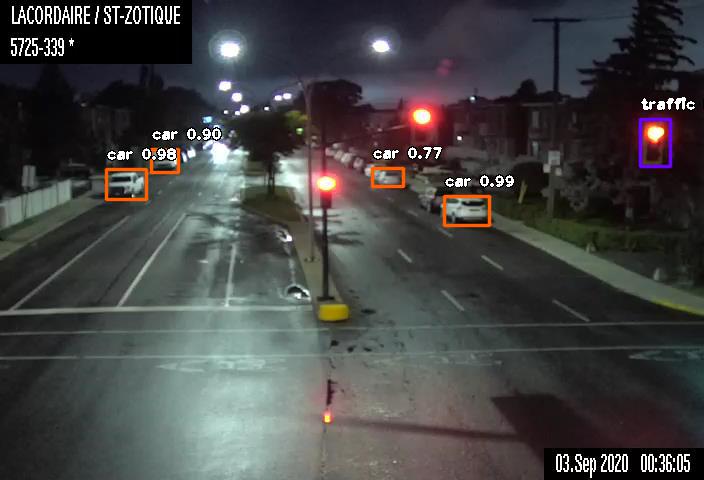 LACORDAIRE / ST-ZOTIQUE
5725-339 *
traffic
car 0.90
car 0.98
car 0.77
car 0.99
03.Sep 2020 00:36:05